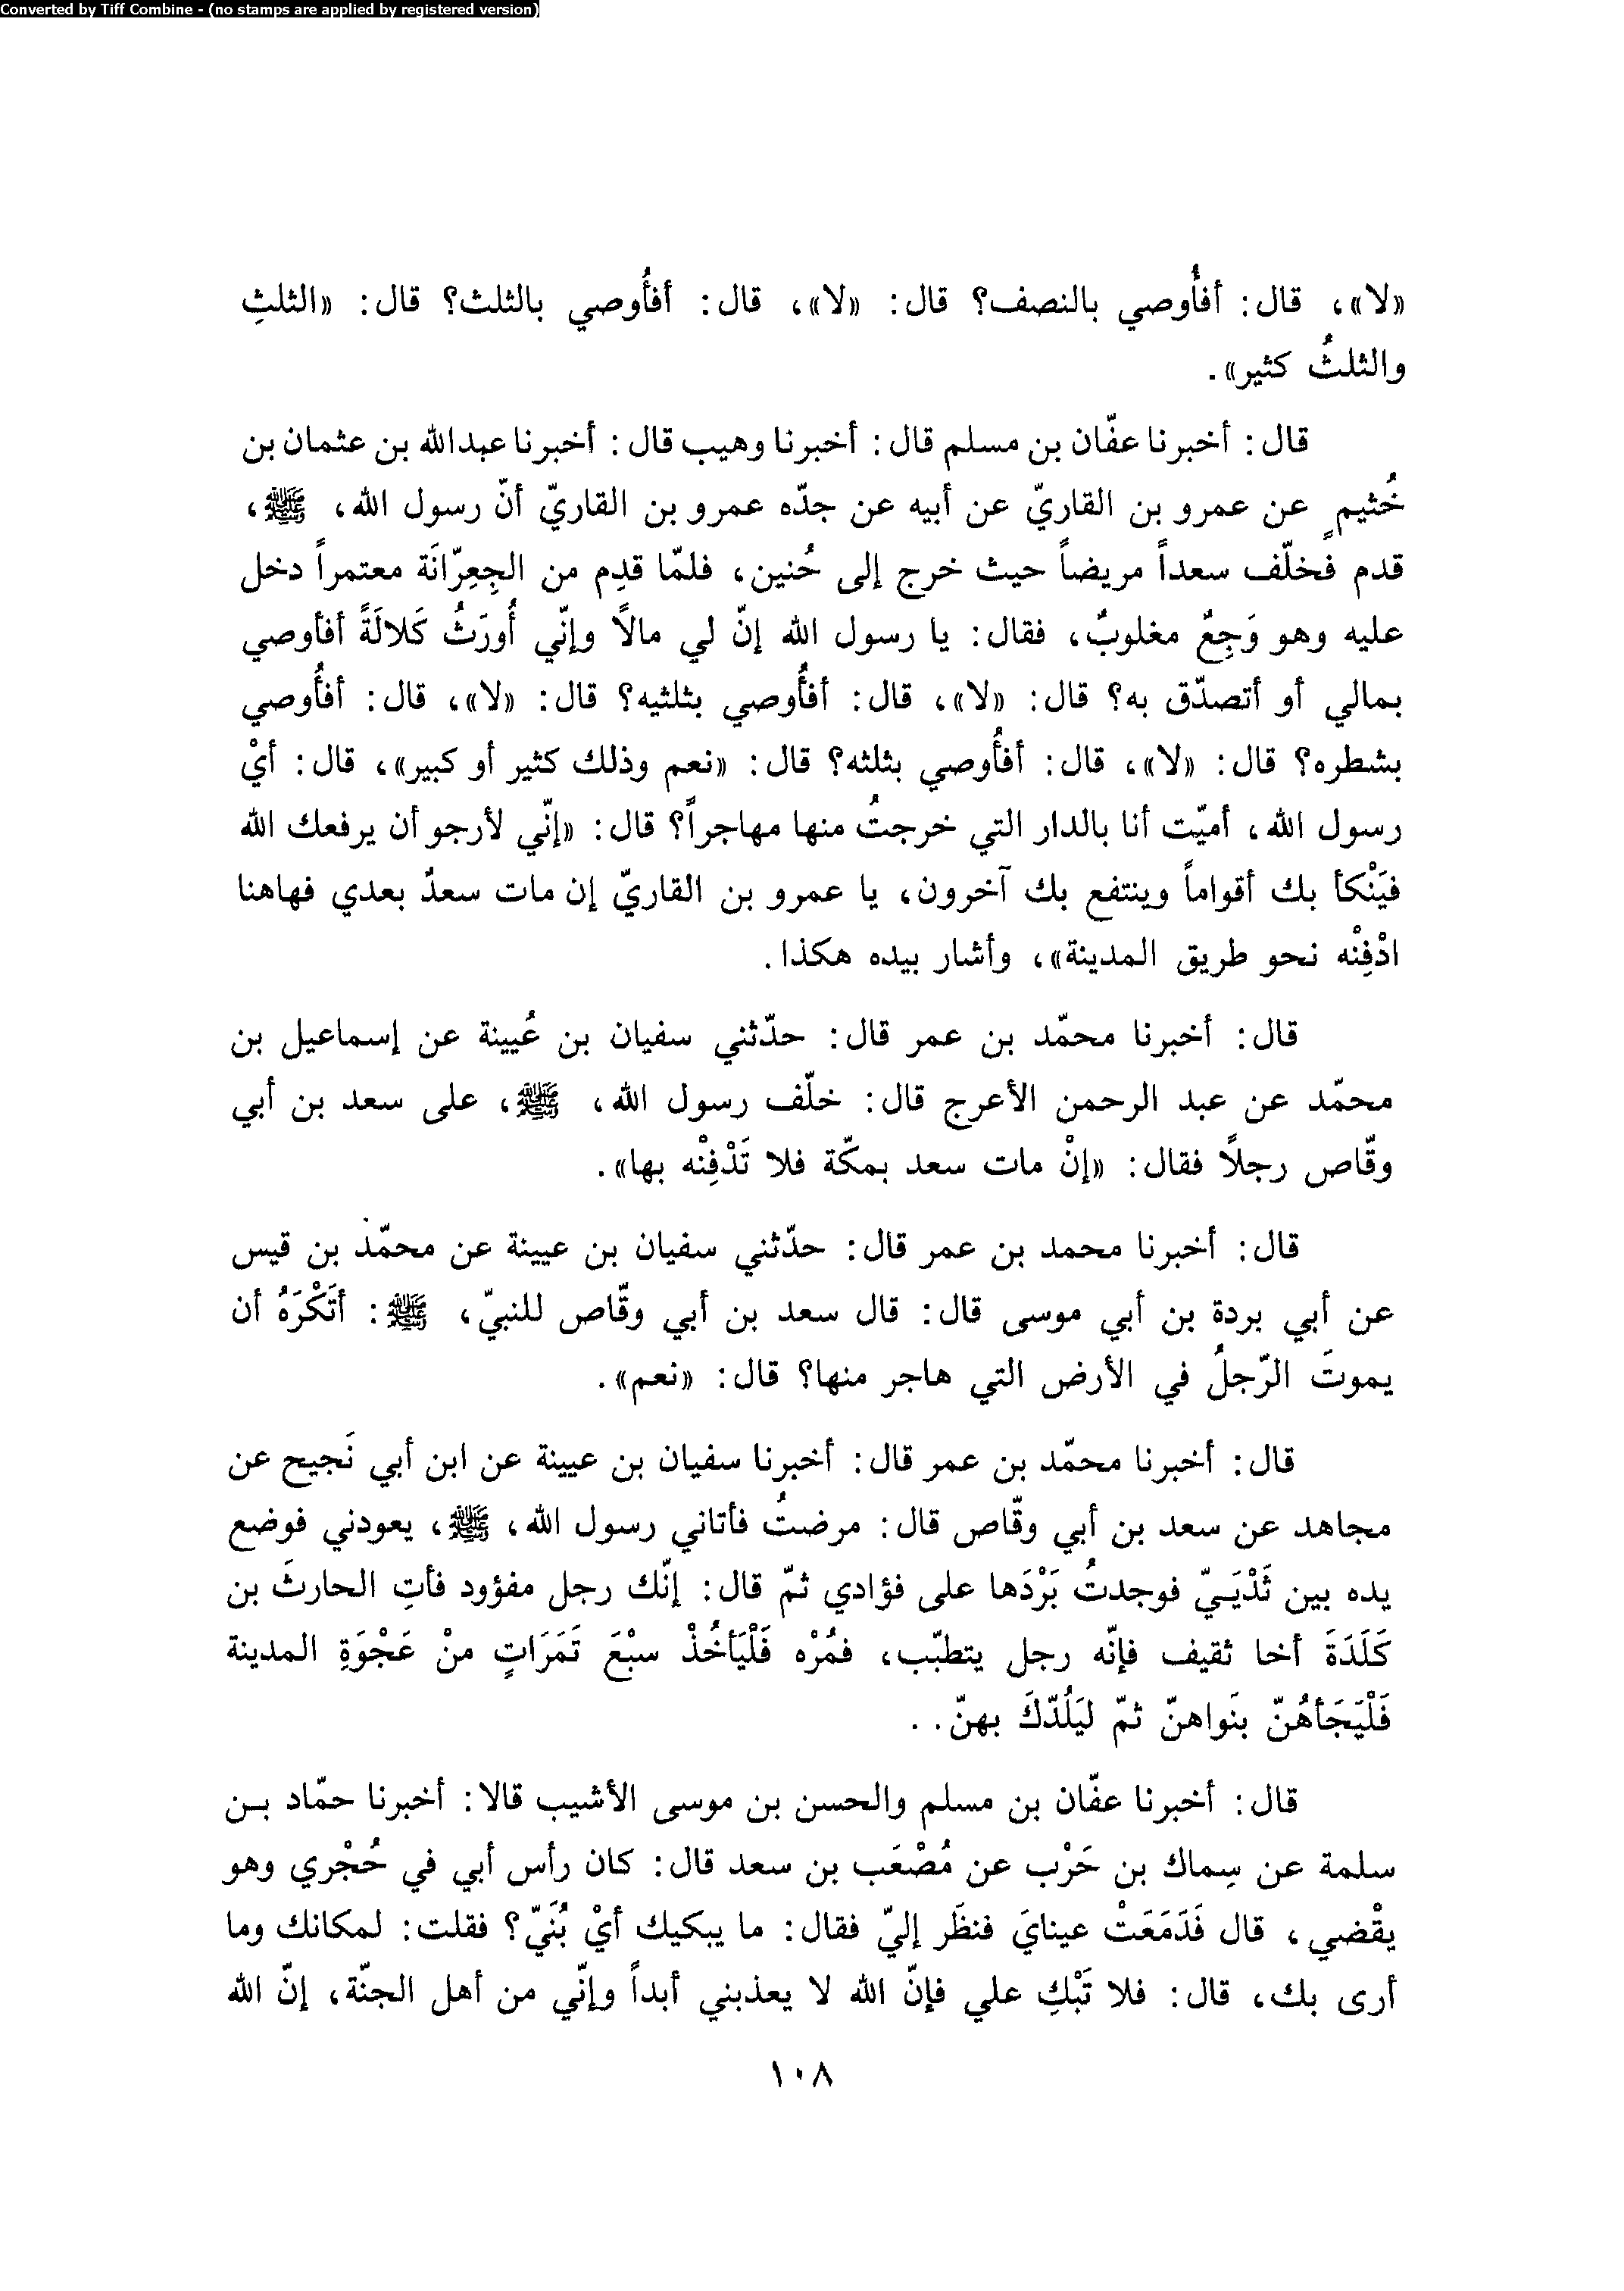 Converted by Tiff Combine - (no stamps are applied by registered version)
«لا»، قال: أفأُوصي بالنصف؟ قال: «لا»، قال: أفأُوصي بالثلث؟ قال: «الثلثِ
والثلثُ كثير».
قال: أخبرنا عفّان بن مسلم قال: أخبرنا وهيب قال: أخبرنا عبدالله بن عثمان بن
خُثيمٍ عن عمرو بن القاريّ عن أبيه عن جدّه عمرو بن القاريّ أنّ رسول الله، ﷺ،
قدم فخلّف سعداً مريضاً حيث خرج إلى حُنين، فلمّا قدِم من الجِعِرّانَة معتمراً دخل
عليه وهو وَجِعٌ مغلوبٌ، فقال: يا رسول الله إنّ لي مالاً وإنّي أُورَثُ كَلالَةً أفأوصي
بمالي أو أتصدّق به؟ قال: «لا»، قال: أفأُوصي بثلثيه؟ قال: «لا»، قال: أفأُوصي
بشطره؟ قال: «لا»، قال: أفأُوصي بثلثه؟ قال: «نعم وذلك كثير أو كبير»، قال: أيْ
رسول الله، أميّت أنا بالدار التي خرجتُ منها مهاجراً؟ قال: «إنّي لأرجو أن يرفعك الله
فيَنْكأ بك أقواماً وينتفع بك آخرون، يا عمرو بن القاريّ إن مات سعدٌ بعدي فهاهنا
ادْفِنْه نحو طريق المدينة»، وأشار بيده هكذا.
قال: أخبرنا محمّد بن عمر قال: حدّثني سفيان بن عُيينة عن إسماعيل بن
محمّد عن عبد الرحمن الأعرج قال: خلّف رسول الله، ﷺ، على سعد بن أبي
وقّاص رجلاً فقال: «إنْ مات سعد بمكّة فلا تَدْفِنْه بها».
قال: أخبرنا محمد بن عمر قال: حدّثني سفيان بن عيينة عن محمّد بن قيس
عن أبي بردة بن أبي موسى قال: قال سعد بن أبي وقّاص للنبيّ، ﷺ: أتَكْرَهُ أن
يموتَ الرّجلُ في الأرض التي هاجر منها؟ قال: «نعم».
قال: أخبرنا محمّد بن عمر قال: أخبرنا سفيان بن عيينة عن ابن أبي نَجيح عن
مجاهد عن سعد بن أبي وقّاص قال: مرضتُ فأتاني رسول الله، ﷺ، يعودني فوضع
يده بين ثَدْيَيّ فوجدتُ بَرْدَها على فؤادي ثمّ قال: إنّك رجل مفؤود فأتِ الحارثَ بن
كَلَدَةَ أخا ثقيف فإنّه رجل يتطبّب، فمُرْه فَلْيَأخُذْ سبْعَ تَمَرَاتٍ منْ عَجْوَةِ المدينة
فَلْيَجَأهُنّ بنَواهنّ ثمّ ليَلُدّكَ بهنّ. .
قال: أخبرنا عفّان بن مسلم والحسن بن موسى الأشيب قالا: أخبرنا حمّاد بن
سلمة عن سِماك بن حَرْب عن مُصْعَب بن سعد قال: كان رأس أبي في حُجْري وهو
يقْضي، قال فَدَمَعَتْ عينايَ فنظَر إليّ فقال: ما يبكيك أيْ بُنَيّ؟ فقلت: لمكانك وما
أرى بك، قال: فلا تَبْكِ علي فإنّ الله لا يعذبني أبداً وإنّي من أهل الجنّة، إنّ الله
١٠٨